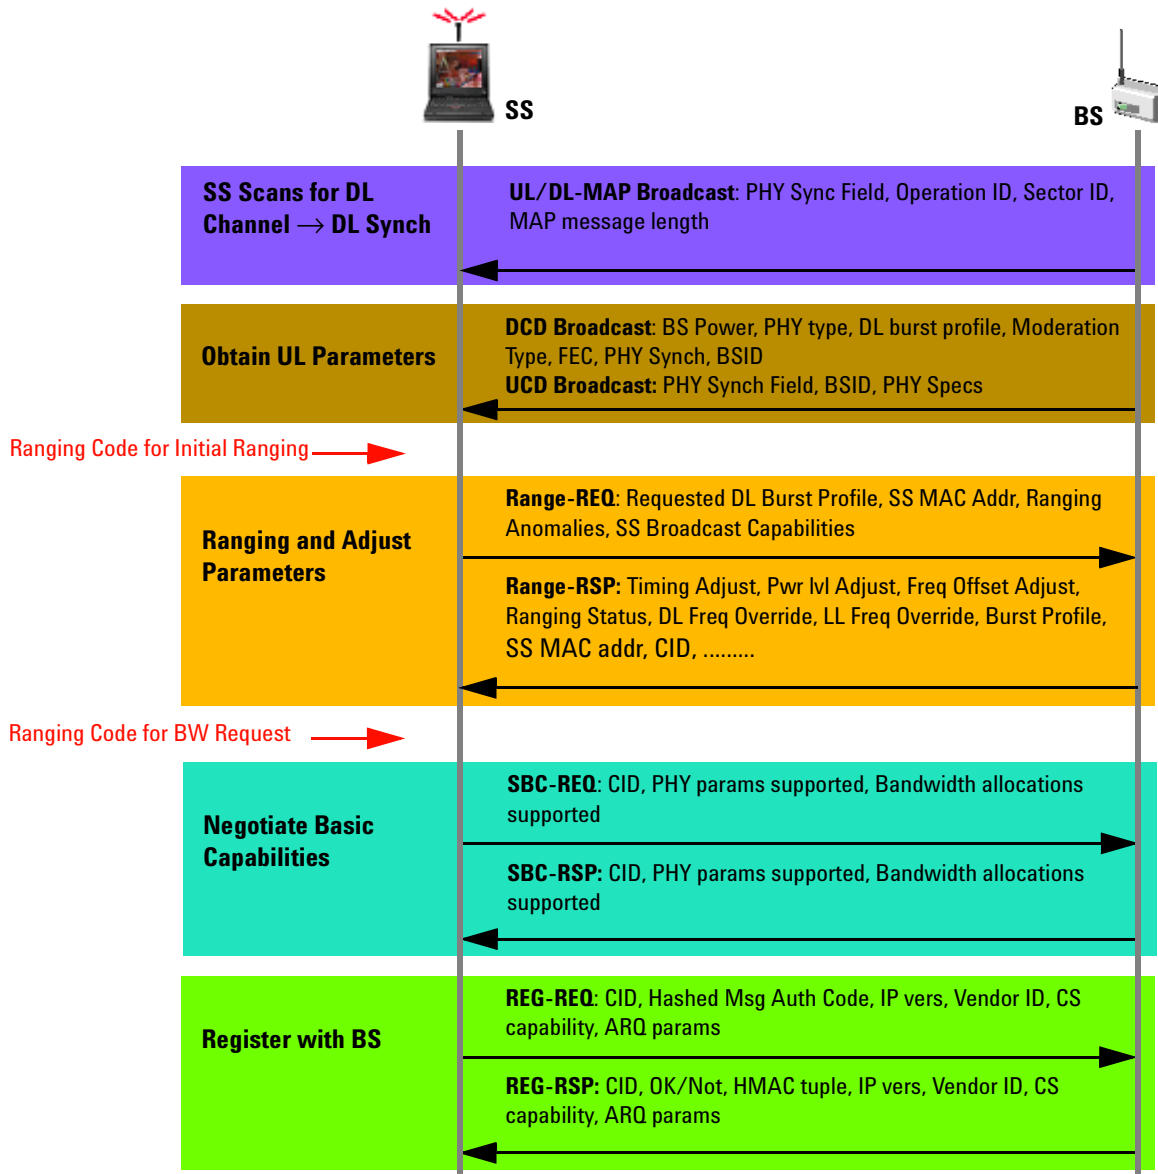 SS
BS
SS Scans for DL
Channel → DL Synch
UL/DL-MAP Broadcast: PHY Sync Field, Operation ID, Sector ID,
MAP message length
Obtain UL Parameters
DCD Broadcast: BS Power, PHY type, DL burst profile, Moderation
Type, FEC, PHY Synch, BSID
UCD Broadcast: PHY Synch Field, BSID, PHY Specs
Ranging Code for Initial Ranging
Ranging and Adjust
Parameters
Range-REQ: Requested DL Burst Profile, SS MAC Addr, Ranging
Anomalies, SS Broadcast Capabilities
Range-RSP: Timing Adjust, Pwr lvl Adjust, Freq Offset Adjust,
Ranging Status, DL Freq Override, LL Freq Override, Burst Profile,
SS MAC addr, CID, .........
Ranging Code for BW Request
Negotiate Basic
Capabilities
SBC-REQ: CID, PHY params supported, Bandwidth allocations
supported
SBC-RSP: CID, PHY params supported, Bandwidth allocations
supported
Register with BS
REG-REQ: CID, Hashed Msg Auth Code, IP vers, Vendor ID, CS
capability, ARQ params
REG-RSP: CID, OK/Not, HMAC tuple, IP vers, Vendor ID, CS
capability, ARQ params